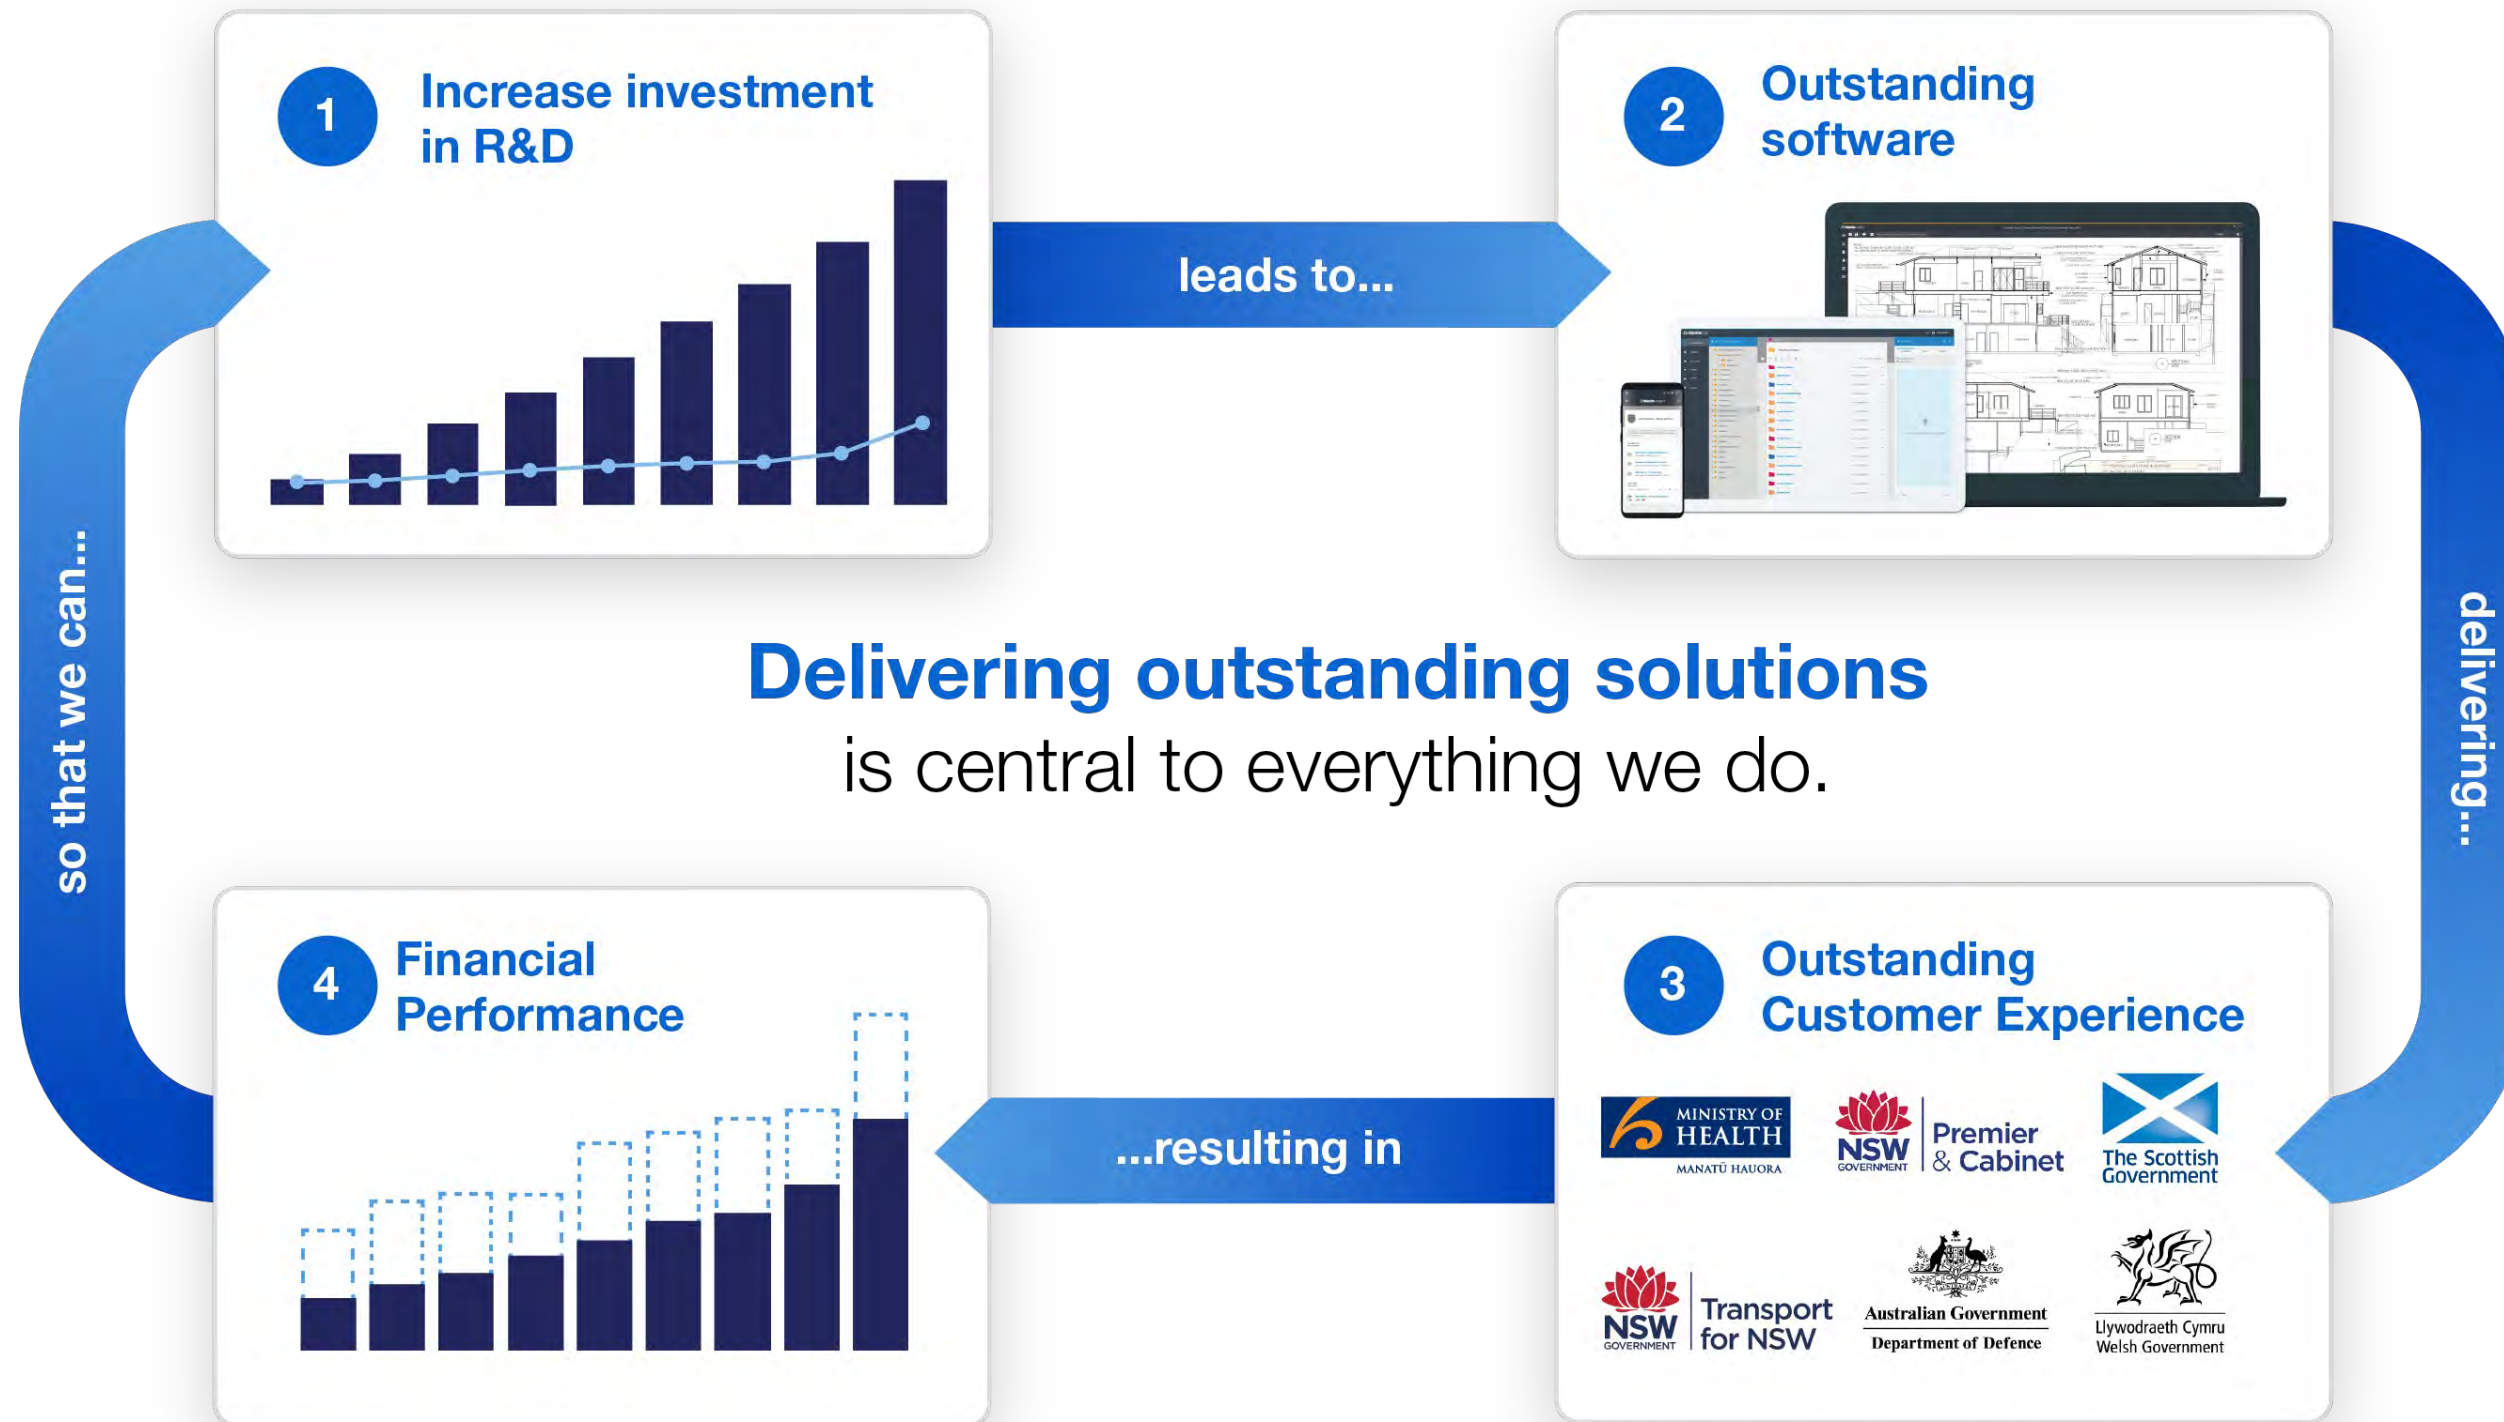 1
Increase investment
in R&D
leads to...
2
Outstanding
software
delivering...
Delivering outstanding solutions
is central to everything we do.
3
Outstanding
Customer Experience
MINISTRY OF
HEALTH
MANATŪ HAUORA
NSW
GOVERNMENT
Premier
& Cabinet
The Scottish
Government
NSW
GOVERNMENT
Transport
for NSW
Australian Government
Department of Defence
Llywodraeth Cymru
Welsh Government
...resulting in
4
Financial
Performance
so that we can...